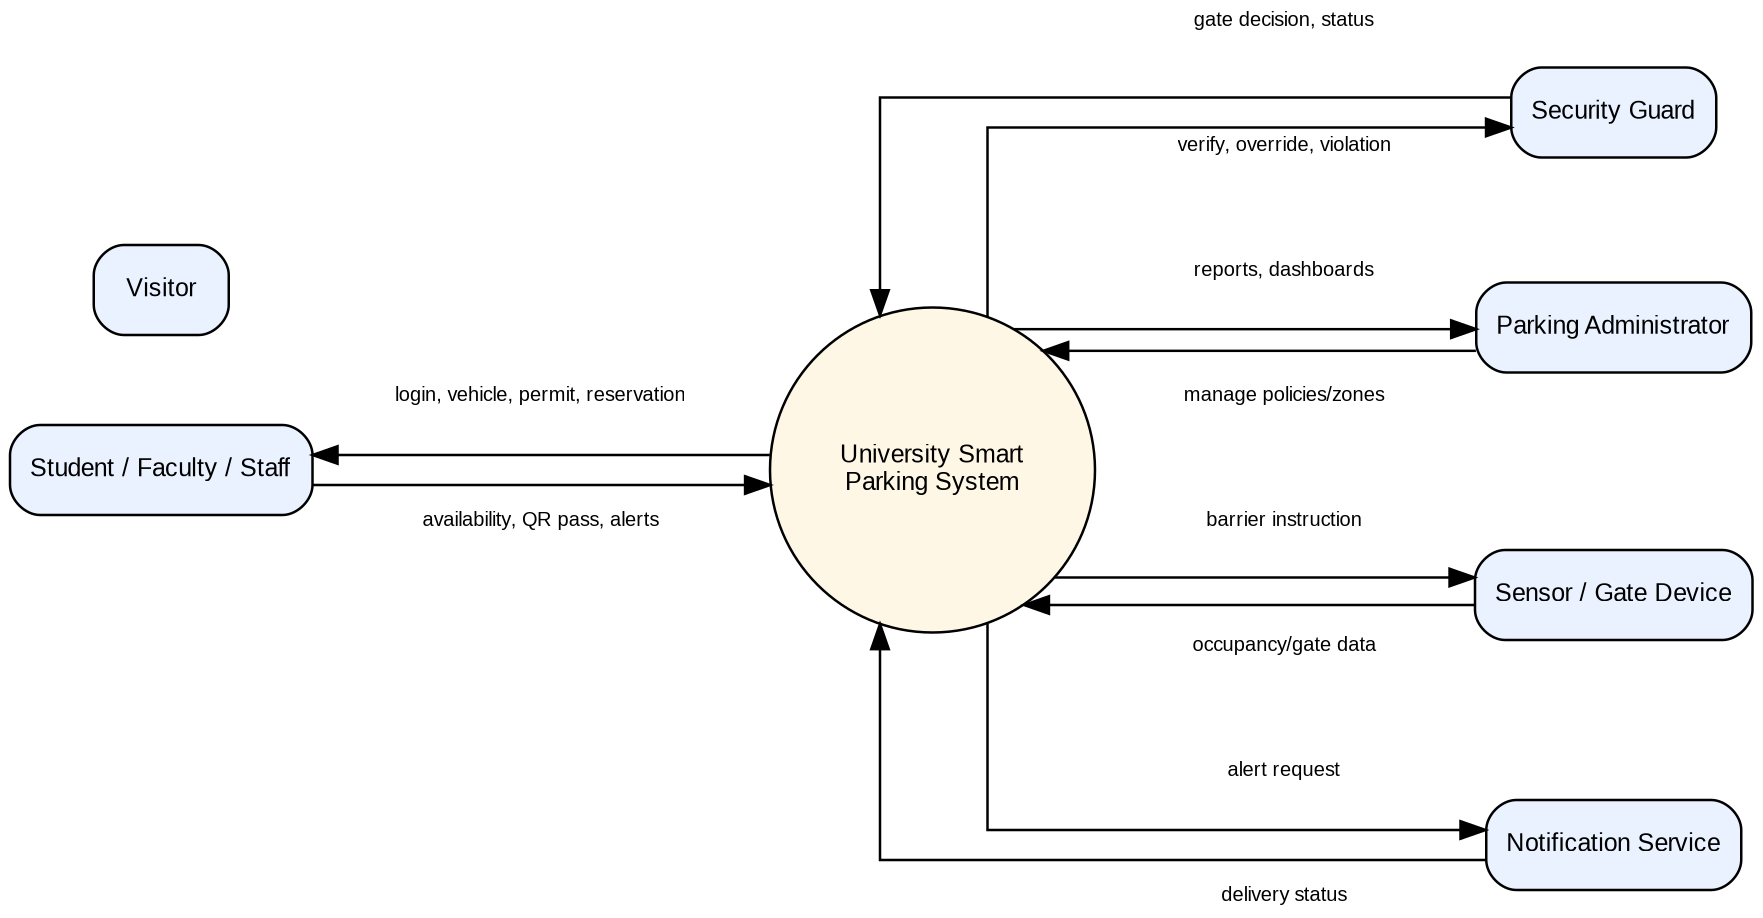 gate decision, status
Security Guard
verify, override, violation
reports, dashboards
Visitor
Parking Administrator
login, vehicle, permit, reservation
manage policies/zones
Student / Faculty / Staff
University Smart
Parking System
availability, QR pass, alerts
barrier instruction
Sensor / Gate Device
occupancy/gate data
alert request
Notification Service
delivery status